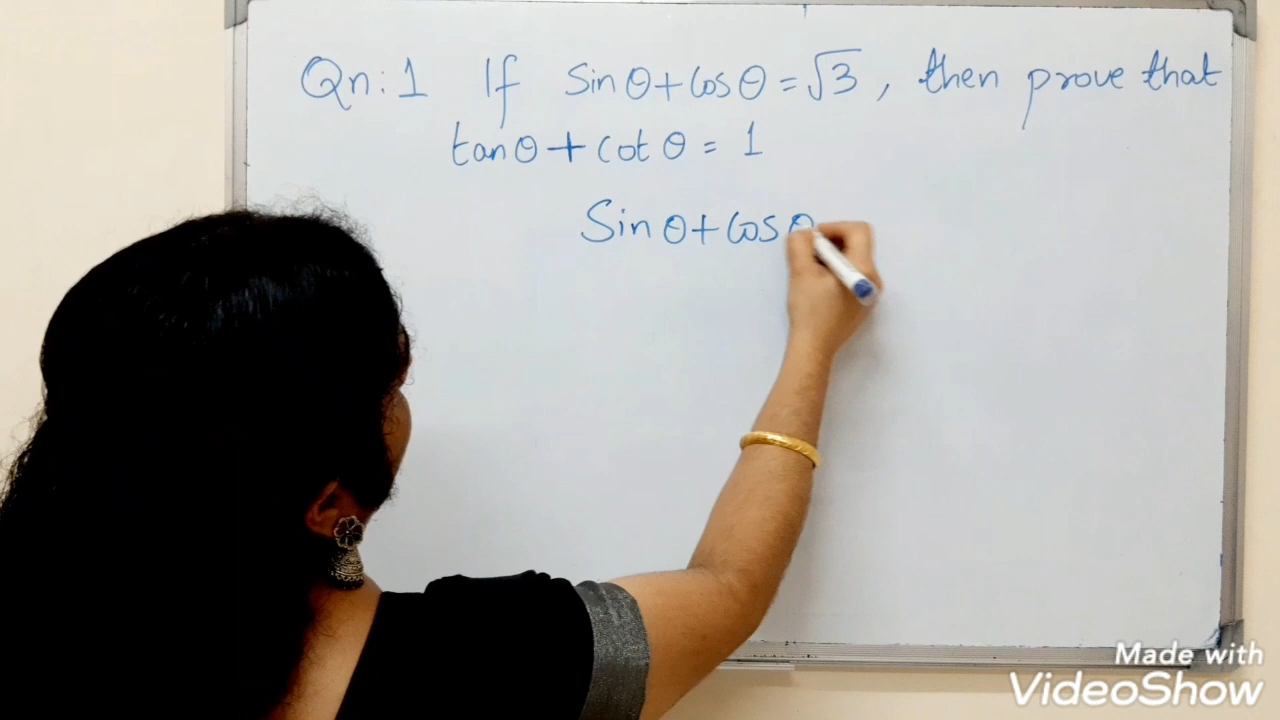 Qn: 1 If Sin θ + Cos θ = √3, then prove that
tan θ + cot θ = 1
Sin θ + Cos θ
Made with
VideoShow